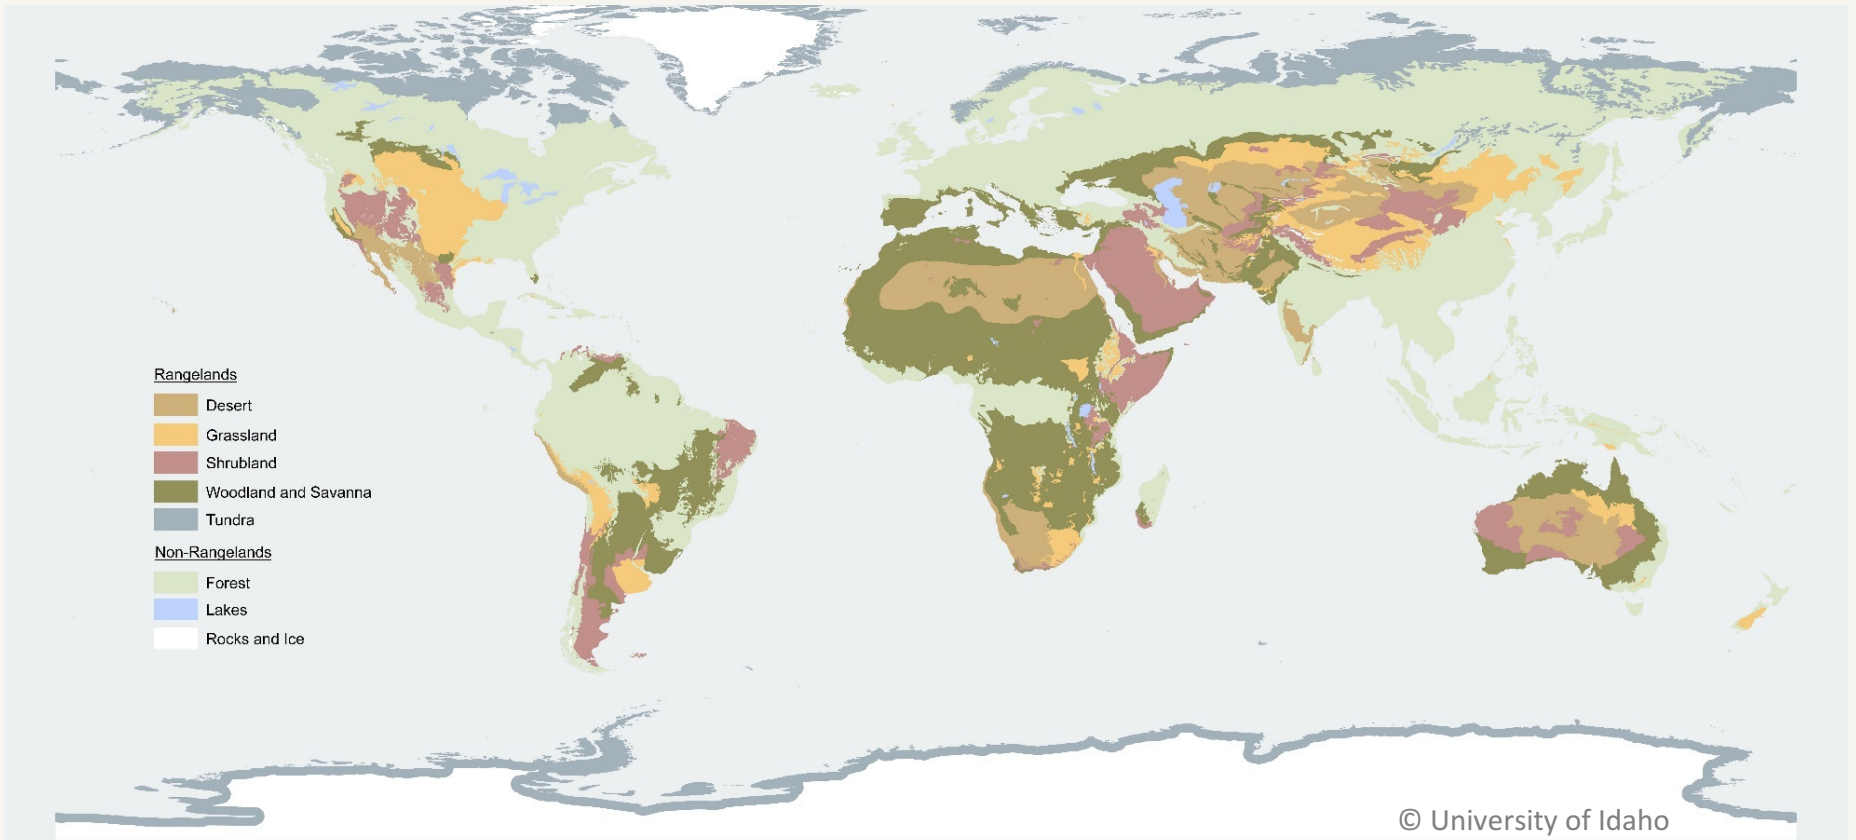 Rangelands
Desert
Grassland
Shrubland
Woodland and Savanna
Tundra
Non-Rangelands
Forest
Lakes
Rocks and Ice
© University of Idaho